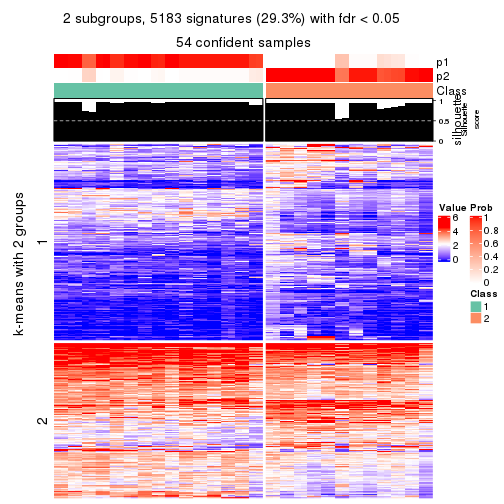 2 subgroups, 5183 signatures (29.3%) with fdr < 0.05
54 confident samples
p1
p2
Class
1
0.5
0
silhouette
Silhouette
score
k-means with 2 groups
1
2
Value
6
4
2
0
Prob
1
0.8
0.6
0.4
0.2
0
Class
1
2